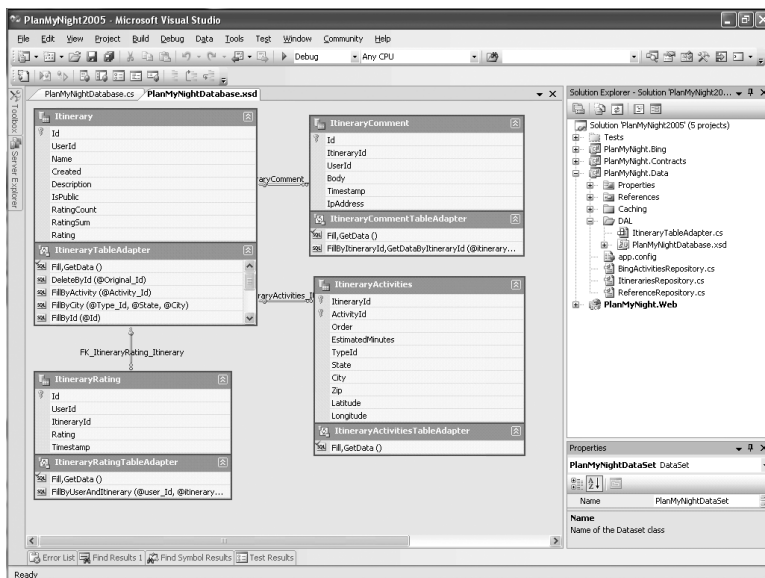 PlanMyNight2005 - Microsoft Visual Studio
File Edit View Project Build Debug Data Tools Test Window Community Help
Debug Any CPU
PlanMyNightDatabase.cs PlanMyNightDatabase.xsd
Toolbox
Server Explorer
Itinerary
Id
UserId
Name
Created
Description
IsPublic
RatingCount
RatingSum
Rating
ItineraryTableAdapter
Fill,GetData ()
DeleteById (@Original_Id)
FillByActivity (@Activity_Id)
FillByCity (@Type_Id, @State, @City)
FillById (@Id)
FK_ItineraryRating_Itinerary
ItineraryRating
Id
UserId
ItineraryId
Rating
Timestamp
ItineraryRatingTableAdapter
Fill,GetData ()
FillByUserAndItinerary (@user_Id, @itinerary...
raryComment_
ItineraryComment
Id
ItineraryId
UserId
Body
Timestamp
IpAddress
ItineraryCommentTableAdapter
Fill,GetData ()
FillByItineraryId,GetDataByItineraryId (@itinerary...
ItineraryActivities
ItineraryId
ActivityId
Order
EstimatedMinutes
TypeId
State
City
Zip
Latitude
Longitude
ItineraryActivitiesTableAdapter
Fill,GetData ()
Solution Explorer - Solution 'PlanMyNight20...
Solution 'PlanMyNight2005' (5 projects)
Tests
PlanMyNight.Bing
PlanMyNight.Contracts
PlanMyNight.Data
Properties
References
Caching
DAL
ItineraryTableAdapter.cs
PlanMyNightDatabase.xsd
app.config
BingActivitiesRepository.cs
ItinerariesRepository.cs
ReferenceRepository.cs
PlanMyNight.Web
Properties
PlanMyNightDataSet DataSet
Name PlanMyNightDataSet
Name
Name of the Dataset class
Error List Find Results 1 Find Symbol Results Test Results
Ready